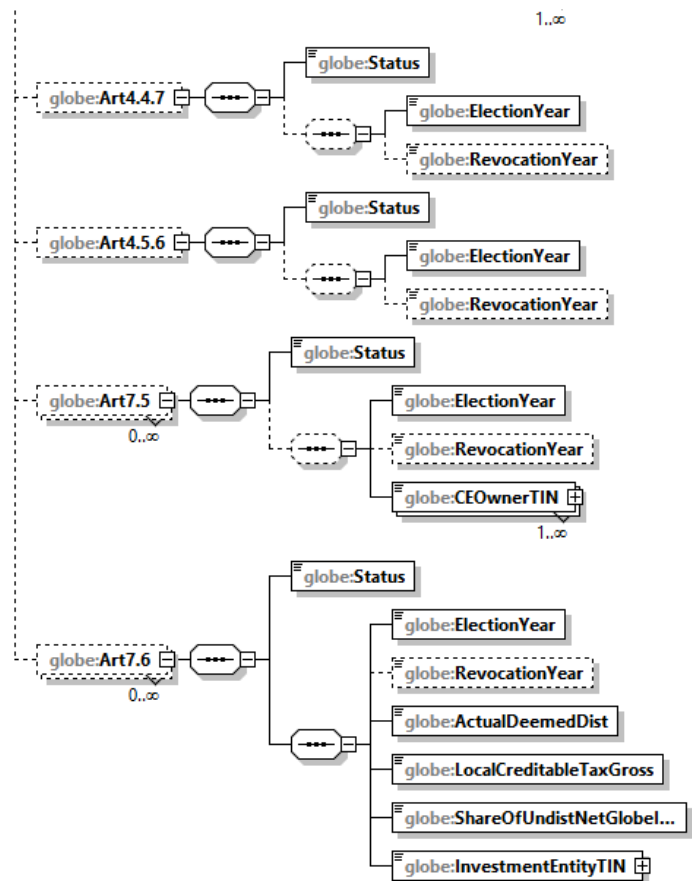 1..∞
globe:Status
globe:Art4.4.7
globe:ElectionYear
globe:RevocationYear
globe:Status
globe:Art4.5.6
globe:ElectionYear
globe:RevocationYear
globe:Status
globe:Art7.5
0..∞
globe:ElectionYear
globe:RevocationYear
globe:CEOwnerTIN
1..∞
globe:Status
globe:Art7.6
0..∞
globe:ElectionYear
globe:RevocationYear
globe:ActualDeemedDist
globe:LocalCreditableTaxGross
globe:ShareOfUndistNetGlobeI...
globe:InvestmentEntityTIN